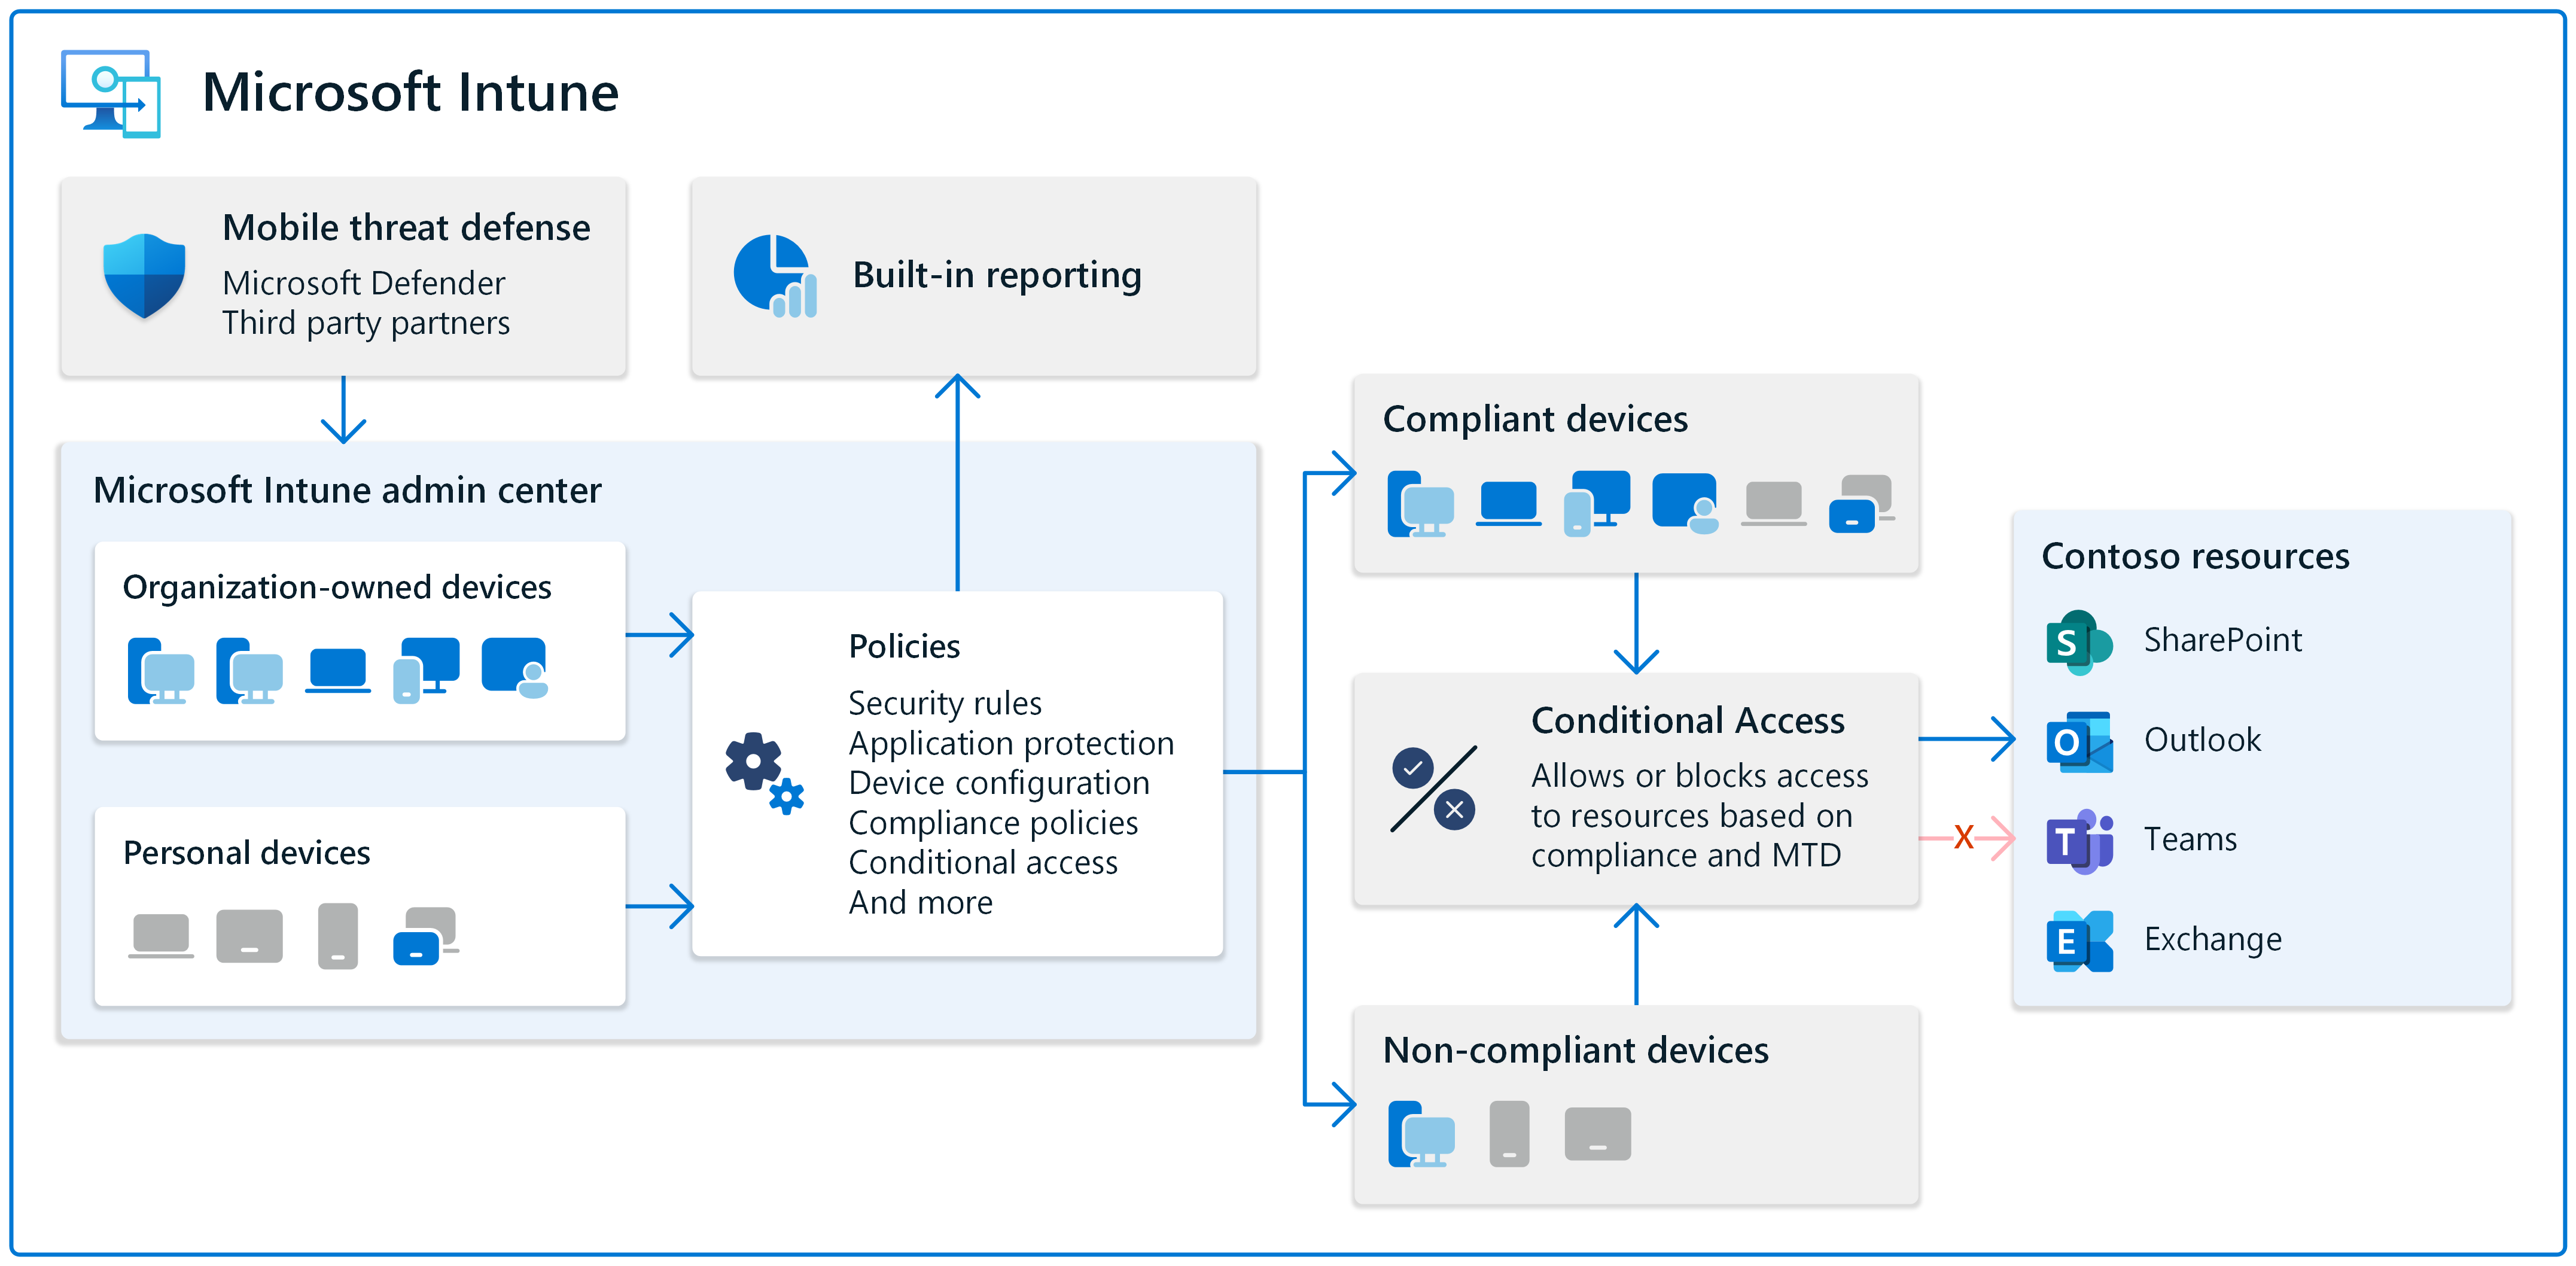 Microsoft Intune
Mobile threat defense
Microsoft Defender
Third party partners
Built-in reporting
Microsoft Intune admin center
Organization-owned devices
Personal devices
Policies
Security rules
Application protection
Device configuration
Compliance policies
Conditional access
And more
Compliant devices
Conditional Access
Allows or blocks access
to resources based on
compliance and MTD
Non-compliant devices
X
Contoso resources
S SharePoint
O Outlook
T Teams
E Exchange